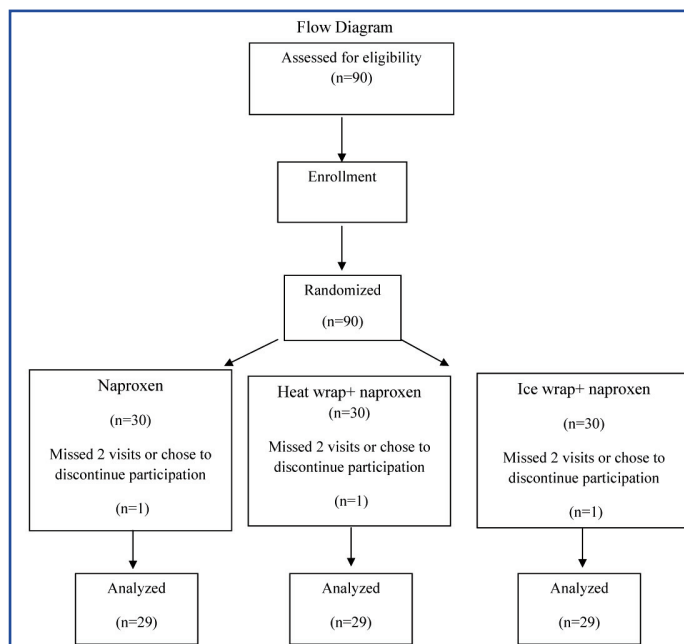 Flow Diagram
Assessed for eligibility
(n=90)
Enrollment
Randomized
(n=90)
Naproxen
(n=30)
Missed 2 visits or chose to
discontinue participation
(n=1)
Heat wrap+ naproxen
(n=30)
Missed 2 visits or chose to
discontinue participation
(n=1)
Ice wrap+ naproxen
(n=30)
Missed 2 visits or chose to
discontinue participation
(n=1)
Analyzed
(n=29)
Analyzed
(n=29)
Analyzed
(n=29)